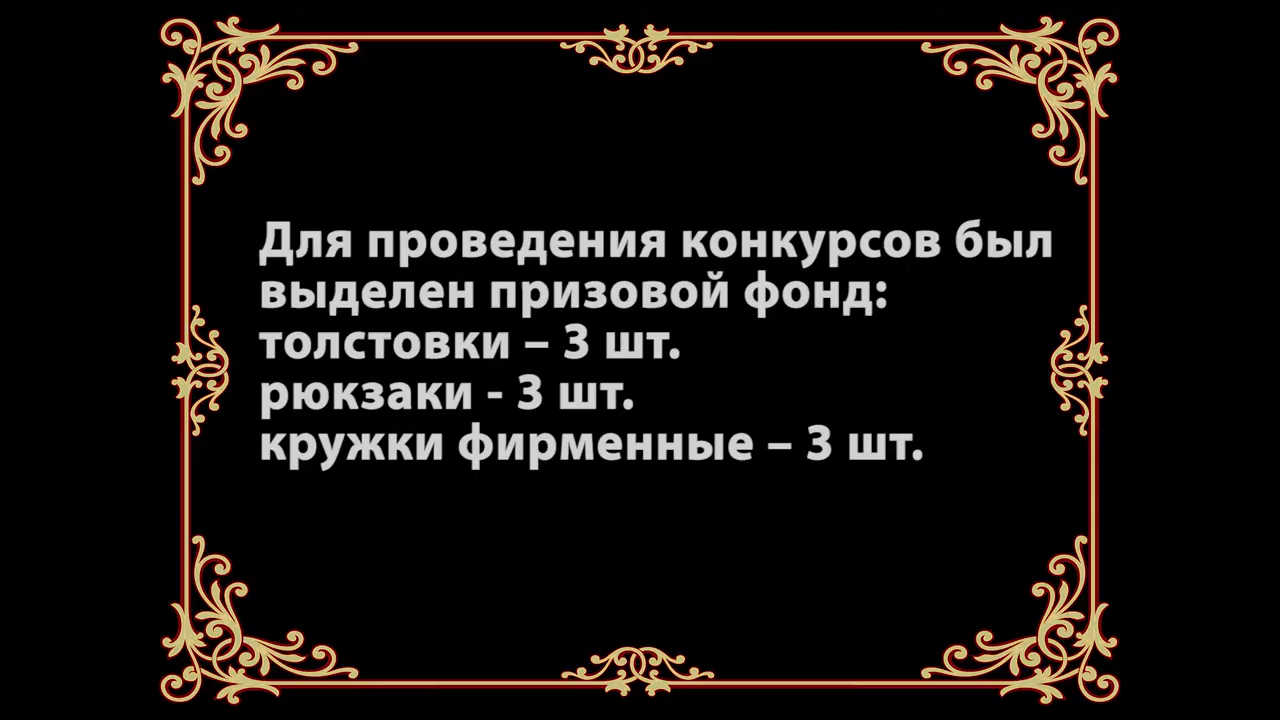 Для проведения конкурсов был
выделен призовой фонд:
толстовки – 3 шт.
рюкзаки - 3 шт.
кружки фирменные – 3 шт.